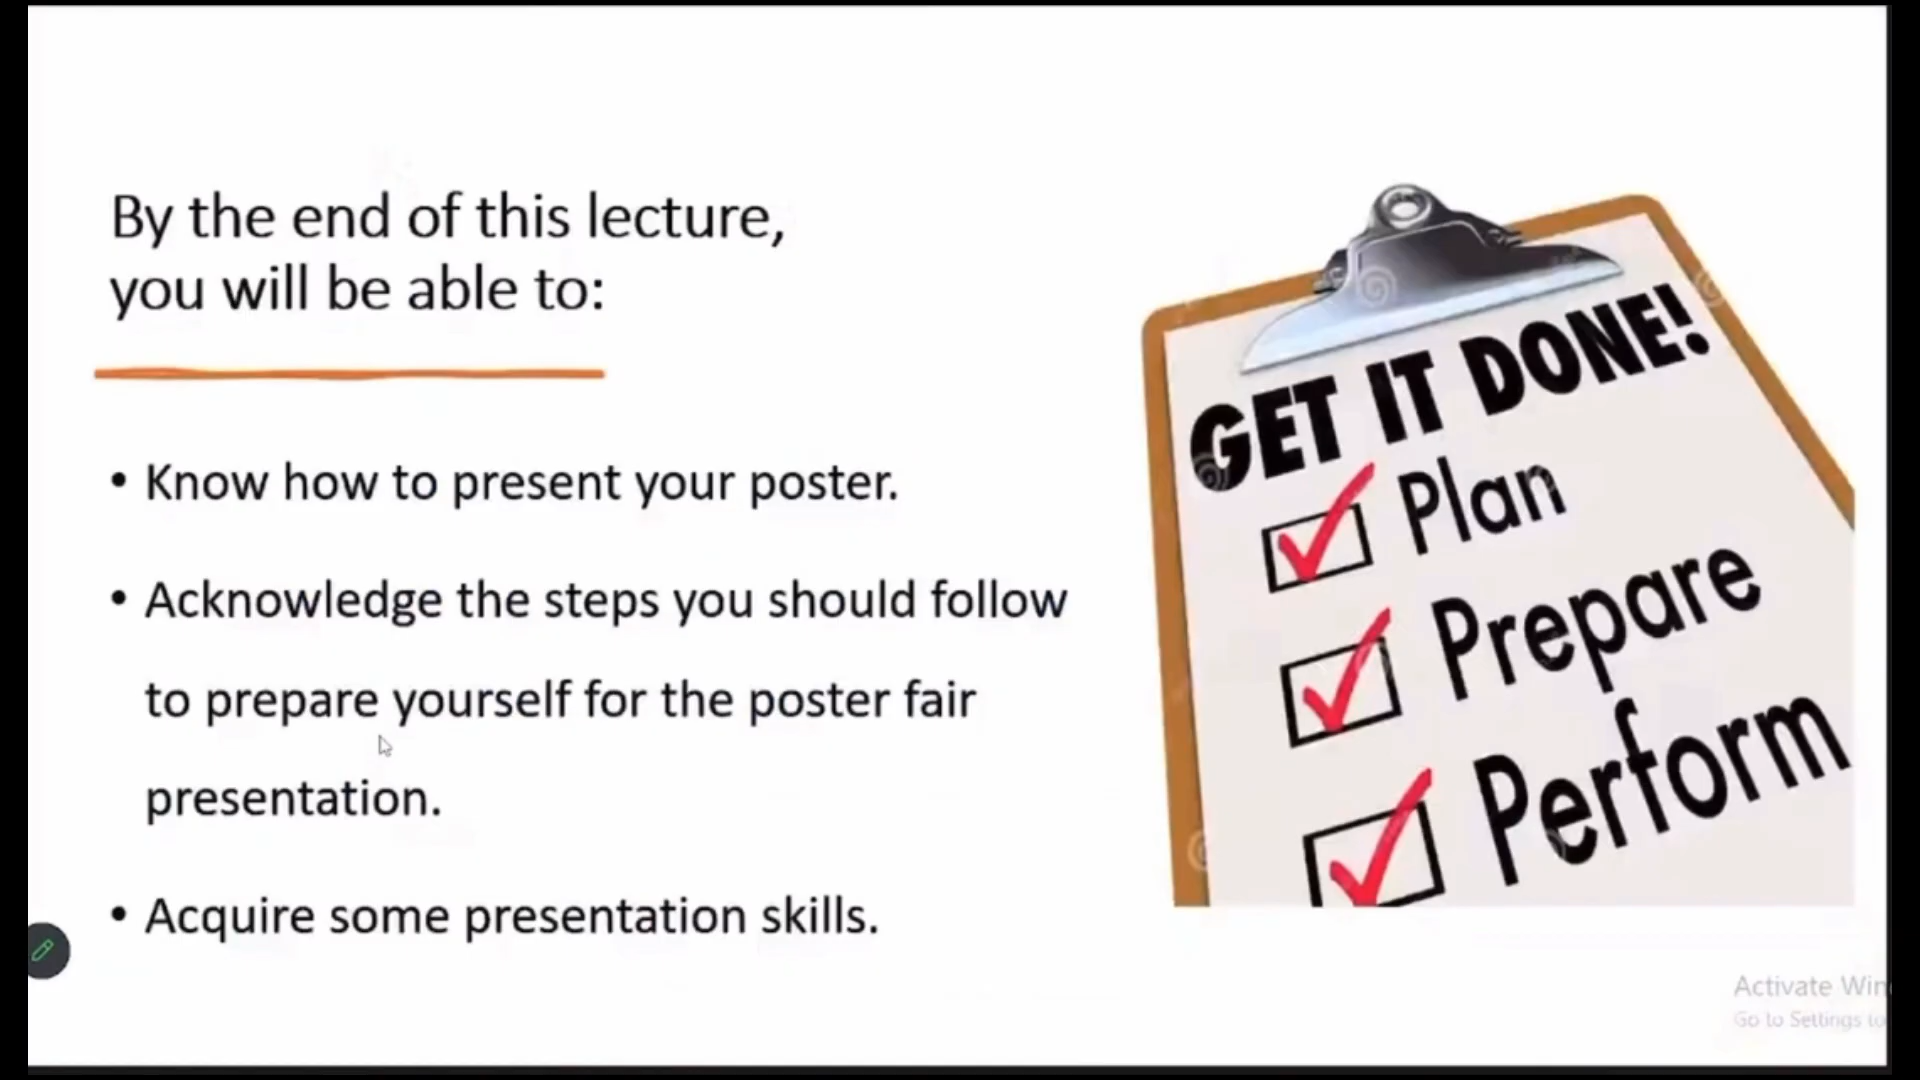 By the end of this lecture,
you will be able to:
• Know how to present your poster.
• Acknowledge the steps you should follow
to prepare yourself for the poster fair
presentation.
• Acquire some presentation skills.
GET IT DONE!
Plan
Prepare
Perform
Activate Win
Go to Settings to